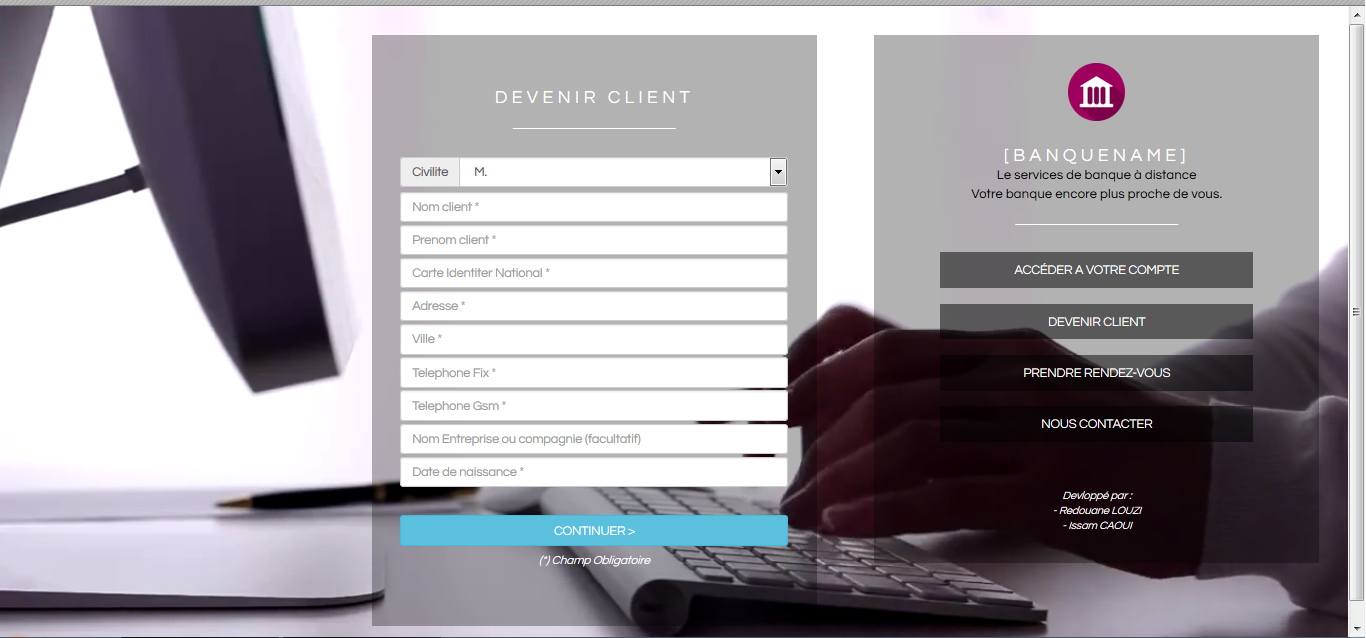 DEVENIR CLIENT
Civilite M.
Nom client *
Prenom client *
Carte Identiter National *
Adresse *
Ville *
Telephone Fix *
Telephone Gsm *
Nom Entreprise ou compagnie (facultatif)
Date de naissance *
CONTINUER >
(*) Champ Obligatoire
[BANQUENAME]
Le services de banque à distance
Votre banque encore plus proche de vous.
ACCÉDER A VOTRE COMPTE
DEVENIR CLIENT
PRENDRE RENDEZ-VOUS
NOUS CONTACTER
Devloppé par :
- Redouane LOUZI
- Issam CAOUI